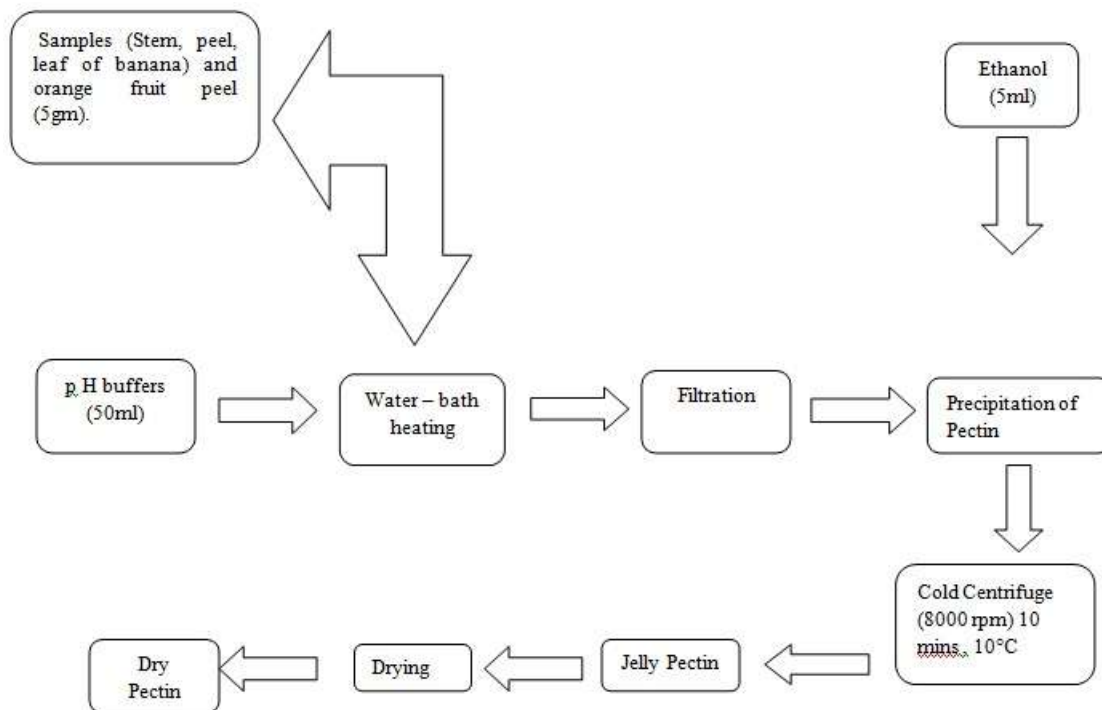 Samples (Stem, peel,
leaf of banana) and
orange fruit peel
(5gm).
Ethanol
(5ml)
p, H buffers
(50ml)
Water – bath
heating
Filtration
Precipitation of
Pectin
Cold Centrifuge
(8000 rpm) 10
mins., 10°C
Jelly Pectin
Drying
Dry
Pectin